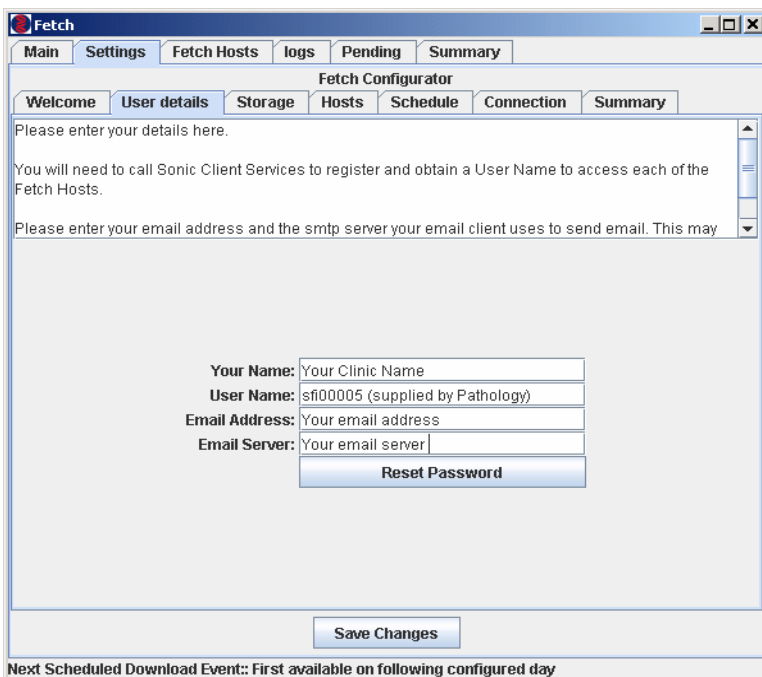 Fetch
Main Settings Fetch Hosts logs Pending Summary
Fetch Configurator
Welcome User details Storage Hosts Schedule Connection Summary
Please enter your details here.
You will need to call Sonic Client Services to register and obtain a User Name to access each of the
Fetch Hosts.
Please enter your email address and the smtp server your email client uses to send email. This may
Your Name: Your Clinic Name
User Name: sfi00005 (supplied by Pathology)
Email Address: Your email address
Email Server: Your email server
Reset Password
Save Changes
Next Scheduled Download Event:: First available on following configured day